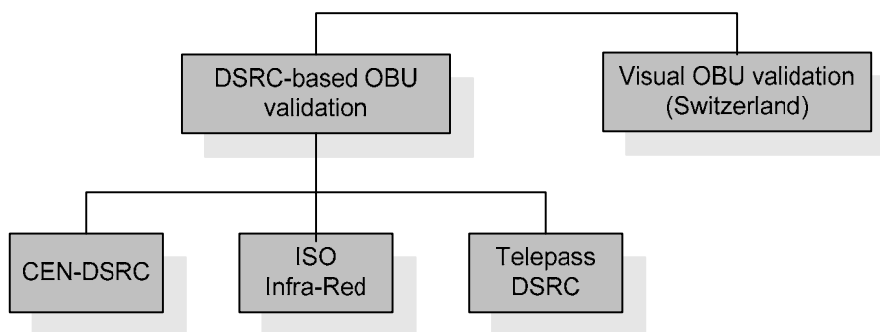 DSRC-based OBU
validation
Visual OBU validation
(Switzerland)
CEN-DSRC
ISO
Infra-Red
Telepass
DSRC